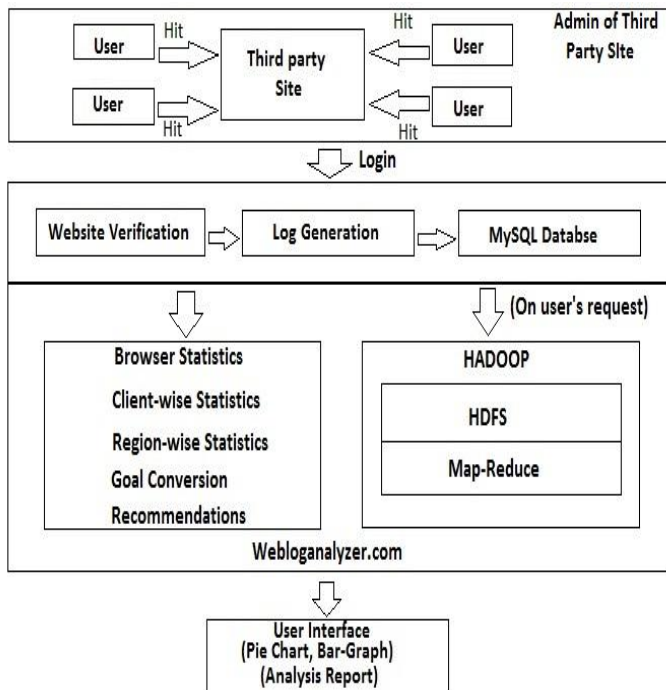 Admin of Third
Party SIte
User
Hit
Third party
Site
Hit
User
User
Hit
Hit
User
Login
Website Verification
Log Generation
MySQL Databse
(On user's request)
Browser Statistics
Client-wise Statistics
Region-wise Statistics
Goal Conversion
Recommendations
HADOOP
HDFS
Map-Reduce
Webloganalyzer.com
User Interface
(Pie Chart, Bar-Graph)
(Analysis Report)